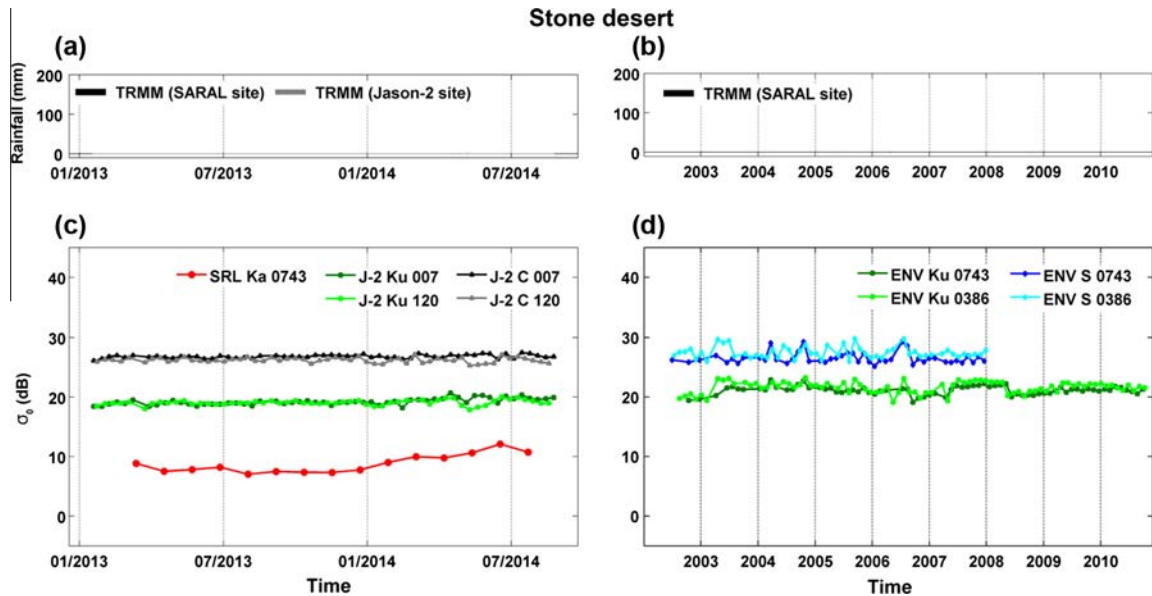 Stone desert
(a)
Rainfall (mm)
200
100
0
TRMM (SARAL site)
TRMM (Jason-2 site)
01/2013 07/2013 01/2014 07/2014
(b)
200
100
0
TRMM (SARAL site)
2003 2004 2005 2006 2007 2008 2009 2010
(c)
σ₀ (dB)
40
30
20
10
0
SRL Ka 0743
J-2 Ku 007
J-2 C 007
J-2 Ku 120
J-2 C 120
01/2013 07/2013 01/2014 07/2014
Time
(d)
40
30
20
10
0
ENV Ku 0743
ENV S 0743
ENV Ku 0386
ENV S 0386
2003 2004 2005 2006 2007 2008 2009 2010
Time